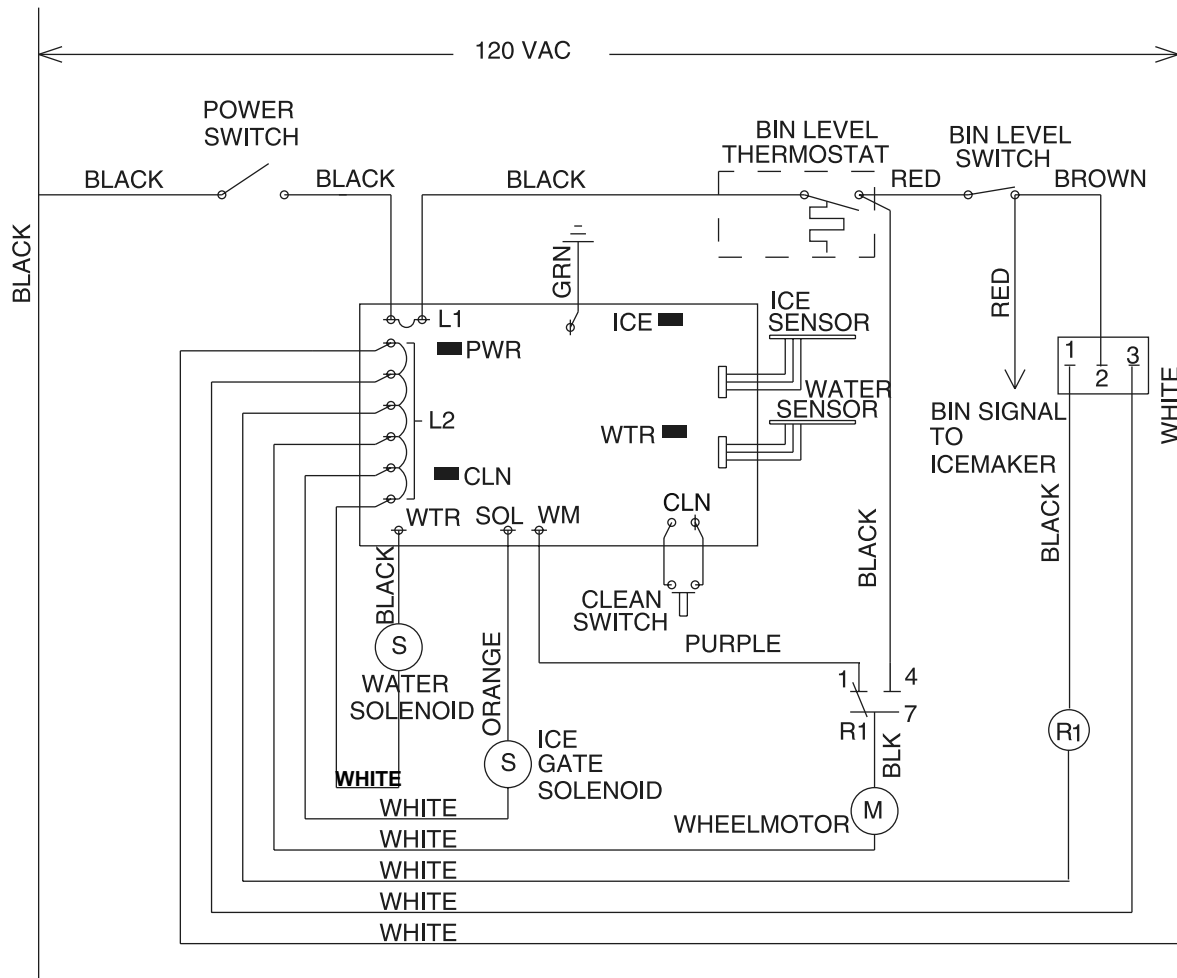 120 VAC
POWER
SWITCH
BIN LEVEL
THERMOSTAT
BIN LEVEL
SWITCH
BLACK
BLACK
BLACK
RED
BROWN
BLACK
GRN
RED
L1
ICE
ICE
SENSOR
PWR
L2
WATER
SENSOR
WTR
CLN
1
2
3
WHITE
BIN SIGNAL
TO
ICEMAKER
WTR
SOL
WM
CLN
BLACK
BLACK
BLACK
CLEAN
SWITCH
PURPLE
ORANGE
S
WATER
SOLENOID
1
4
7
R1
R1
BLK
S
ICE
GATE
SOLENOID
WHITE
WHITE
WHEELMOTOR
M
WHITE
WHITE
WHITE
WHITE